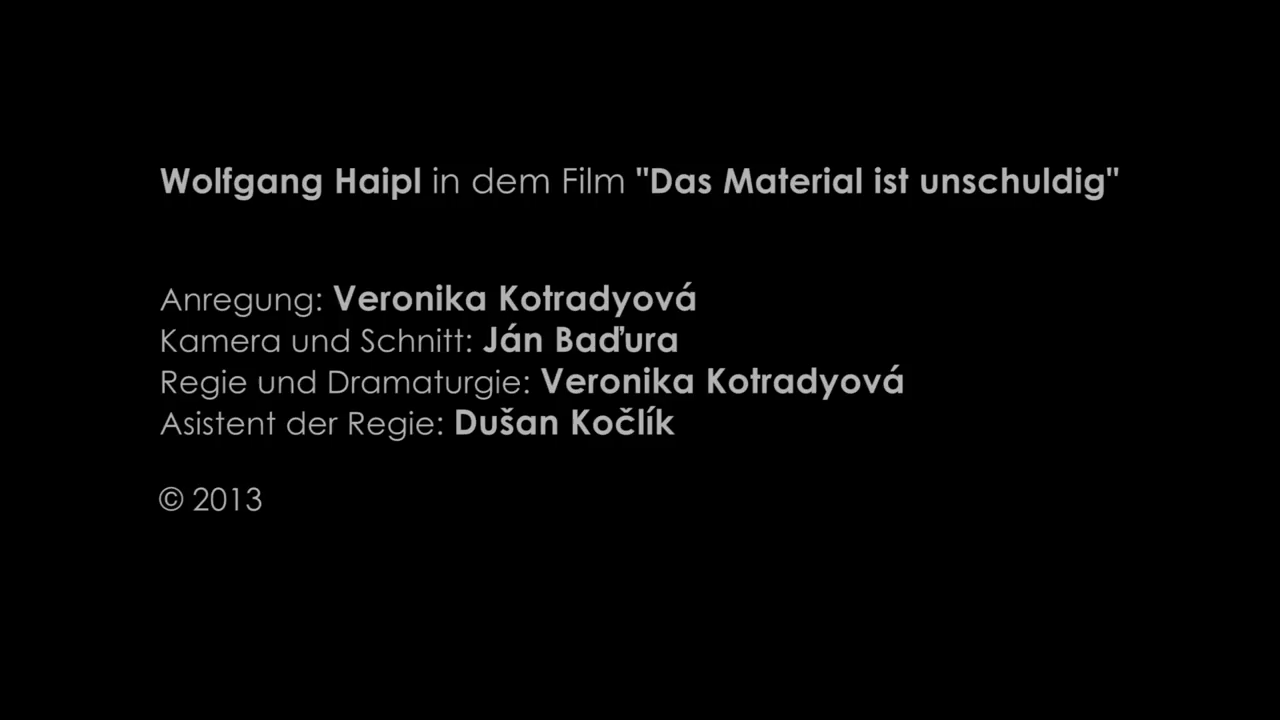 Wolfgang Haipl in dem Film "Das Material ist unschuldig"
Anregung: Veronika Kotradyová
Kamera und Schnitt: Ján Baďura
Regie und Dramaturgie: Veronika Kotradyová
Asistent der Regie: Dušan Kočlík
© 2013